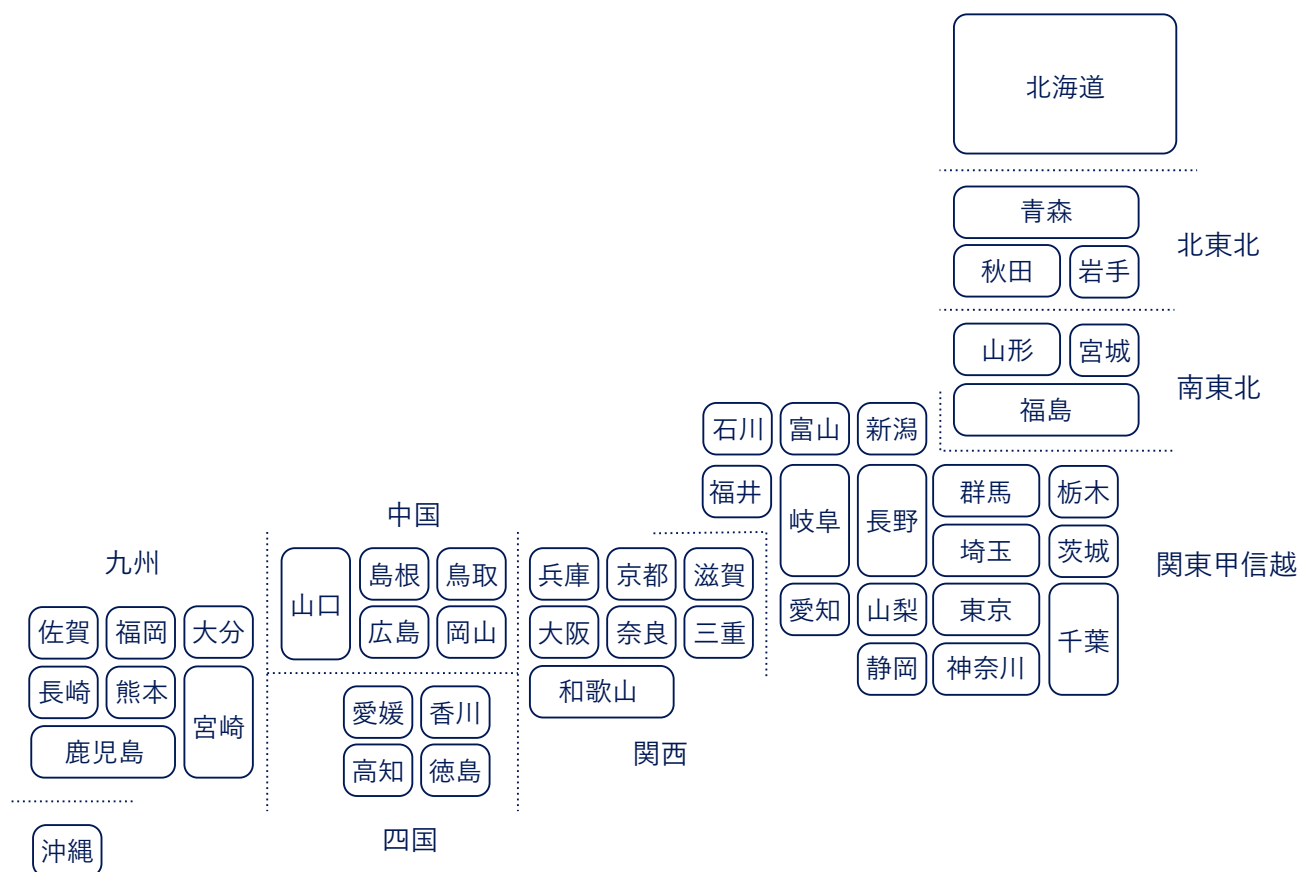 北海道
青森
北東北
秋田
岩手
山形
宮城
南東北
福島
石川
富山
新潟
福井
岐阜
長野
群馬
栃木
埼玉
茨城
関東甲信越
愛知
山梨
東京
千葉
静岡
神奈川
中国
山口
島根
鳥取
広島
岡山
兵庫
京都
滋賀
大阪
奈良
三重
和歌山
関西
愛媛
香川
高知
徳島
四国
九州
佐賀
福岡
大分
長崎
熊本
宮崎
鹿児島
沖縄